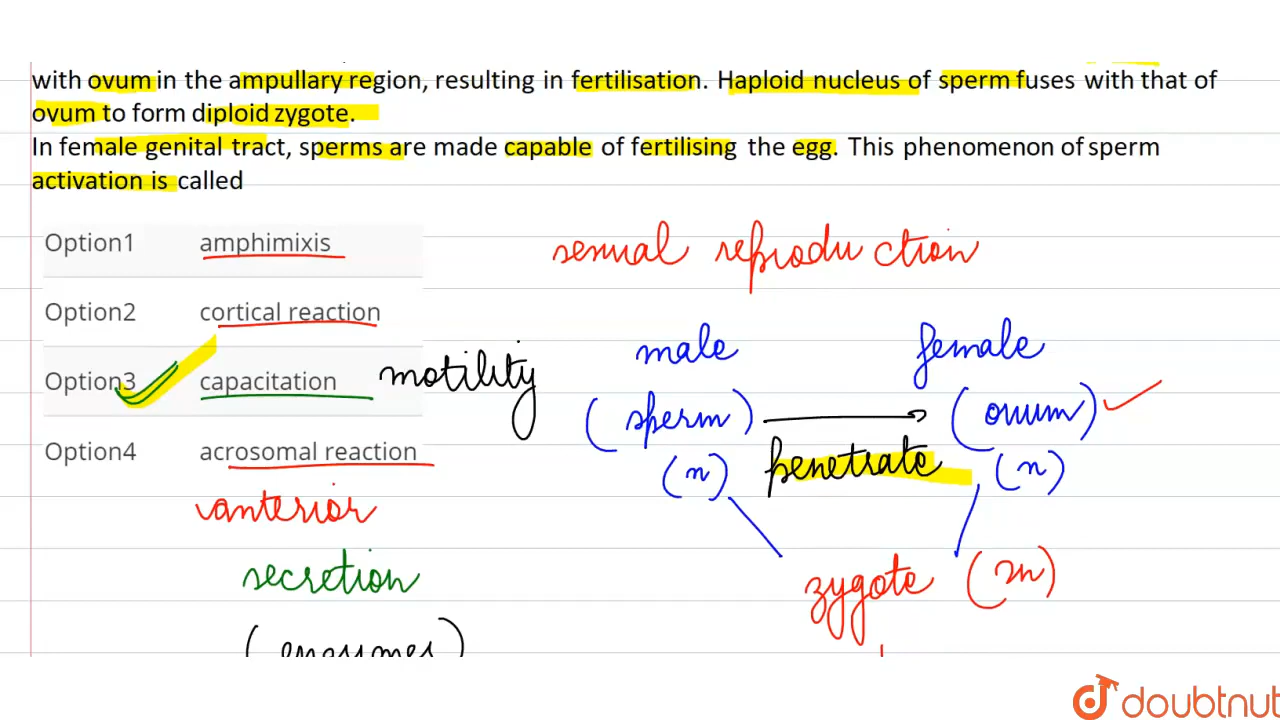 with ovum in the ampullary region, resulting in fertilisation. Haploid nucleus of sperm fuses with that of
ovum to form diploid zygote.
In female genital tract, sperms are made capable of fertilising the egg. This phenomenon of sperm
activation is called
Option1 amphimixis
Option2 cortical reaction
Option3 capacitation
Option4 acrosomal reaction
sexual reproduction
male female
motility
(sperm) (ovum)
(n) penetrate (n)
anterior
secretion
zygote (2n)
(enzymes)
doubtnut